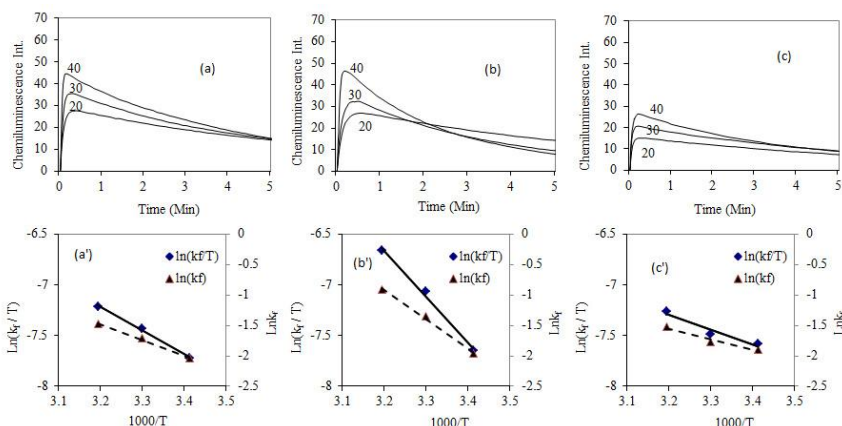 70
60
50
40
30
20
10
0
Chemiluminescence Int.
(a)
40
30
20
0 1 2 3 4 5
Time (Min)
70
60
50
40
30
20
10
0
Chemiluminescence Int.
(b)
40
30
20
0 1 2 3 4 5
Time (Min)
70
60
50
40
30
20
10
0
Chemiluminescence Int.
(c)
40
30
20
0 1 2 3 4 5
Time (Min)
-6.5
-7
-7.5
-8
Ln(kf / T)
(a')
ln(kf/T)
ln(kf)
0
-0.5
-1
-1.5
-2
-2.5
Lnkf
3.1 3.2 3.3 3.4 3.5
1000/T
-6.5
-7
-7.5
-8
Ln(kf / T)
(b')
ln(kf/T)
ln(kf)
0
-0.5
-1
-1.5
-2
-2.5
Lnkf
3.1 3.2 3.3 3.4 3.5
1000/T
-6.5
-7
-7.5
-8
Ln(kf / T)
(c')
ln(kf/T)
ln(kf)
0
-0.5
-1
-1.5
-2
-2.5
Lnkf
3.1 3.2 3.3 3.4 3.5
1000/T